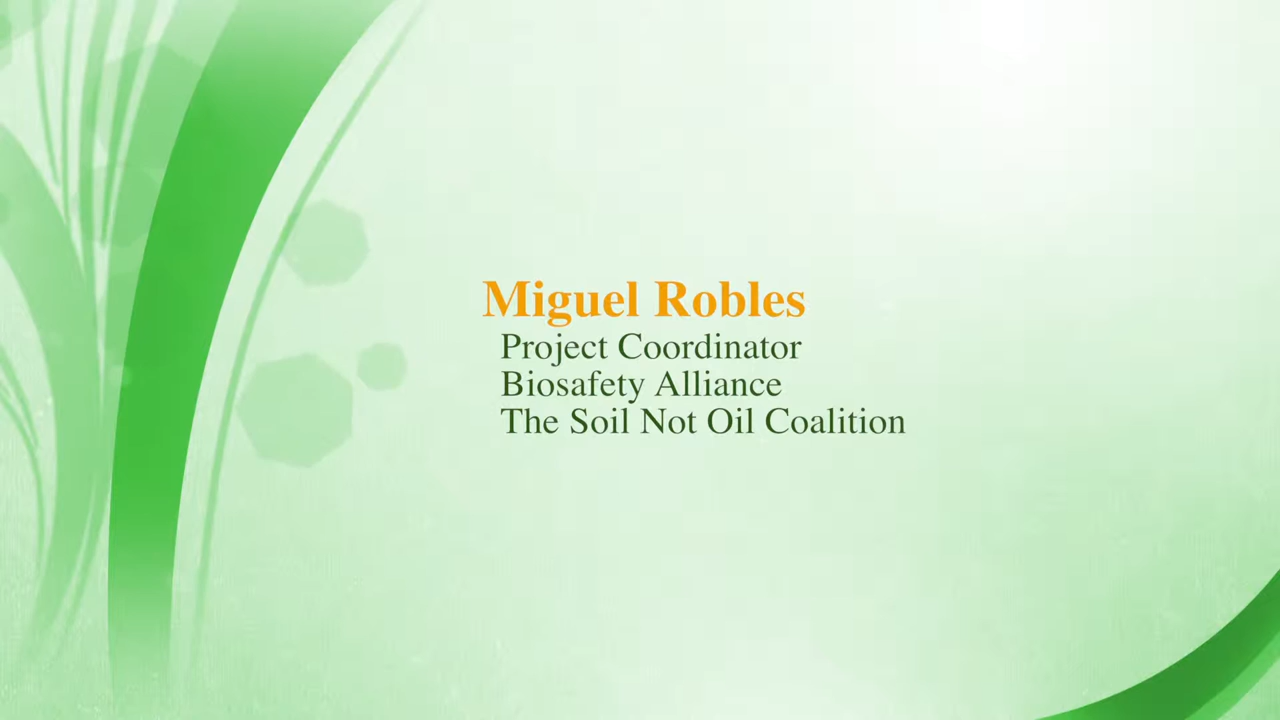 Miguel Robles
Project Coordinator
Biosafety Alliance
The Soil Not Oil Coalition